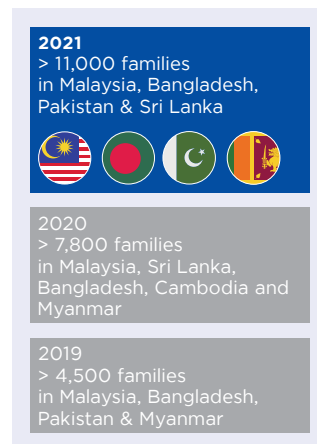 2021
> 11,000 families
in Malaysia, Bangladesh,
Pakistan & Sri Lanka
2020
> 7,800 families
in Malaysia, Sri Lanka,
Bangladesh, Cambodia and
Myanmar
2019
> 4,500 families
in Malaysia, Bangladesh,
Pakistan & Myanmar